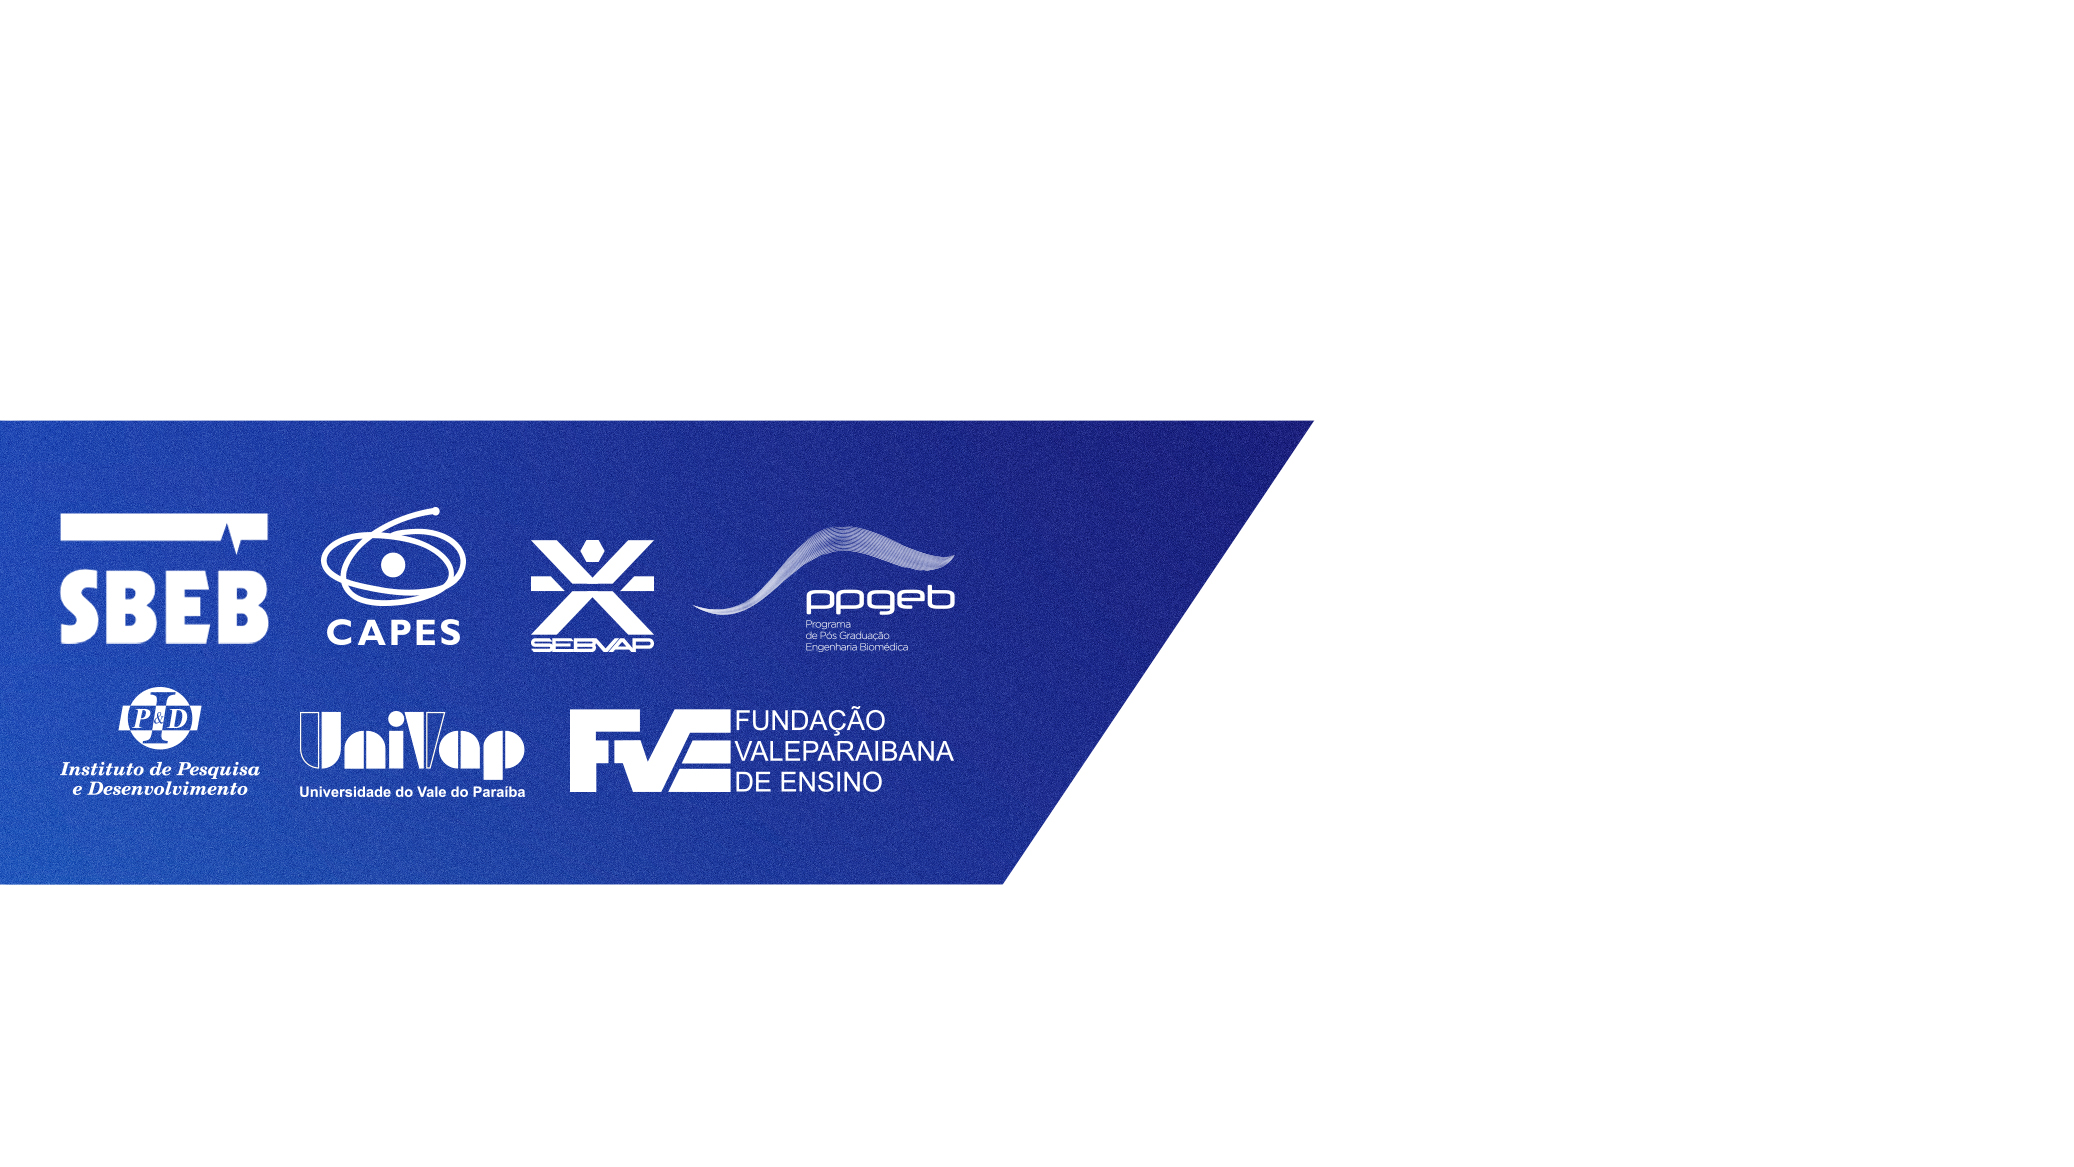 SBEB
CAPES
SEBVAP
ppgeb
Programa
de Pós Graduação
Engenharia Biomédica
I
P&D
Instituto de Pesquisa
e Desenvolvimento
UniVap
Universidade do Vale do Paraíba
FVE
FUNDAÇÃO
VALEPARAIBANA
DE ENSINO